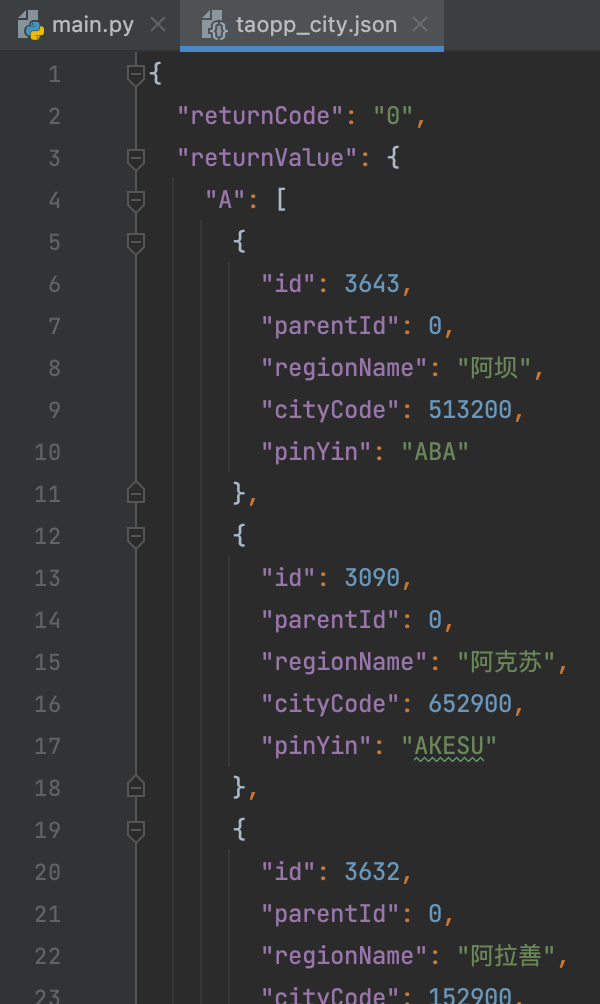 main.py taopp_city.json
1 {
2 "returnCode": "0",
3 "returnValue": {
4 "A": [
5 {
6 "id": 3643,
7 "parentId": 0,
8 "regionName": "阿坝",
9 "cityCode": 513200,
10 "pinYin": "ABA"
11 },
12 {
13 "id": 3090,
14 "parentId": 0,
15 "regionName": "阿克苏",
16 "cityCode": 652900,
17 "pinYin": "AKESU"
18 },
19 {
20 "id": 3632,
21 "parentId": 0,
22 "regionName": "阿拉善",
23 "cityCode": 152900,